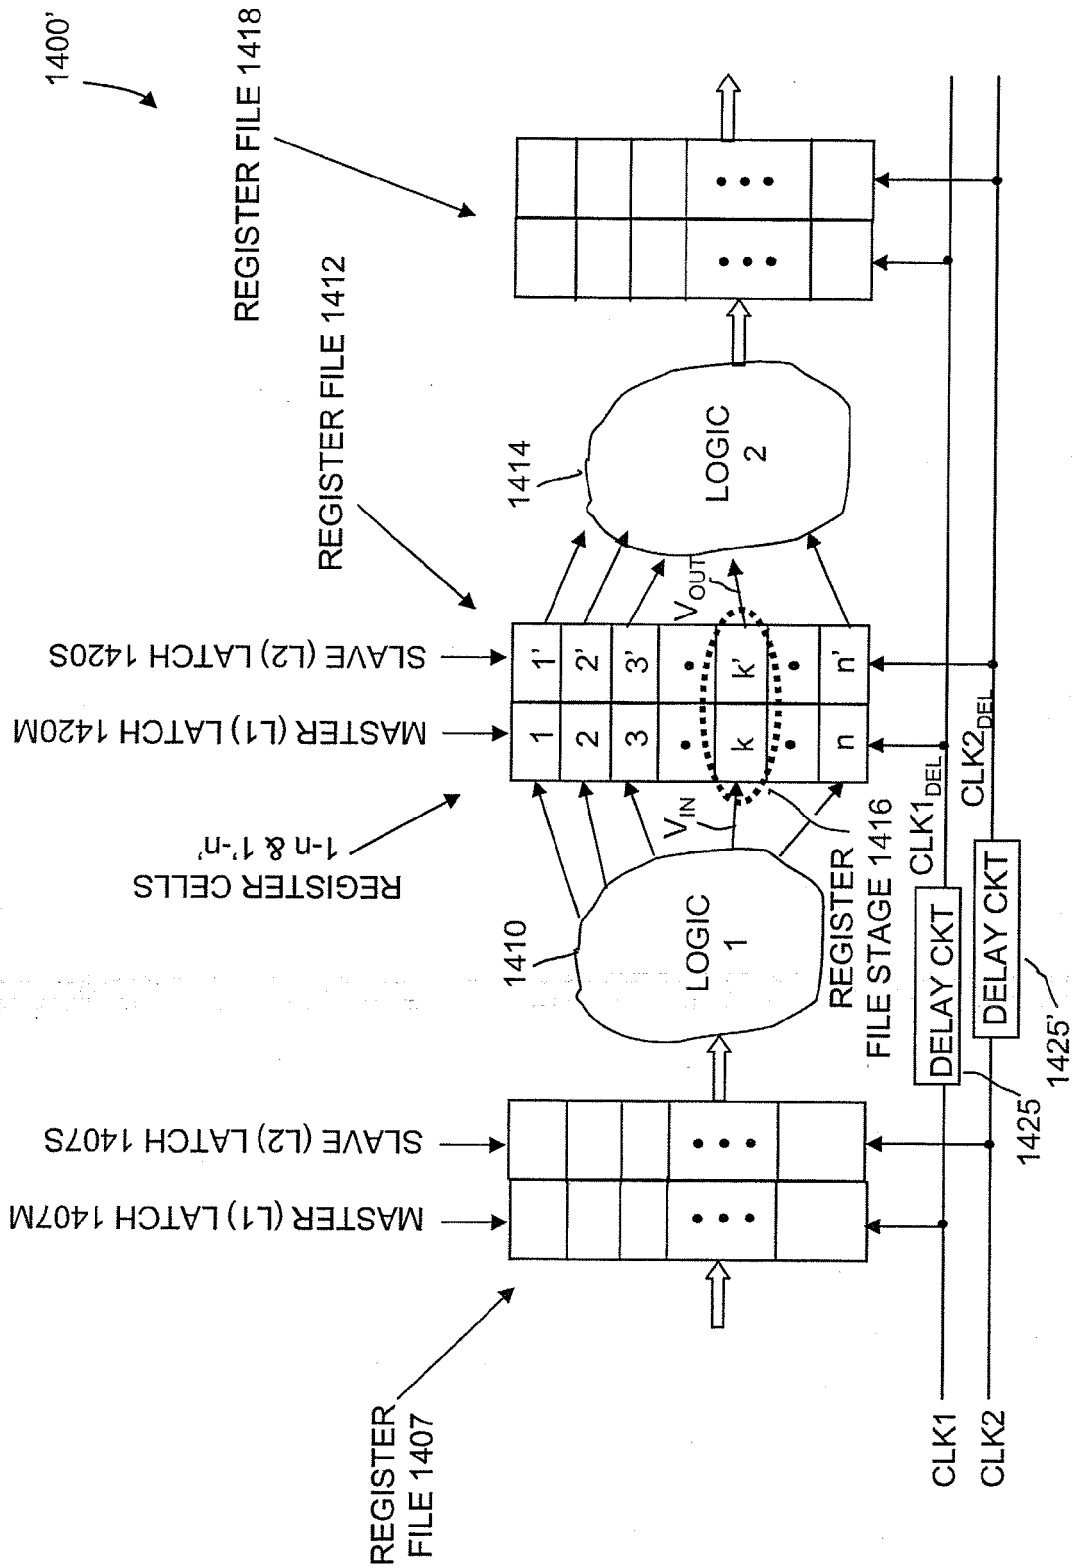 1400'
REGISTER FILE 1418
REGISTER FILE 1412
REGISTER
FILE 1407
MASTER (L1) LATCH 1407M
SLAVE (L2) LATCH 1407S
REGISTER CELLS
1-n & 1'-n'
MASTER (L1) LATCH 1420M
SLAVE (L2) LATCH 1420S
1410
LOGIC
1
1 1'
2 2'
3 3'
k k'
n n'
VIN
VOUT
1414
LOGIC
2
REGISTER
FILE STAGE 1416
CLK1
CLK2
DELAY CKT
DELAY CKT
1425
1425'
CLK1DEL
CLK2DEL